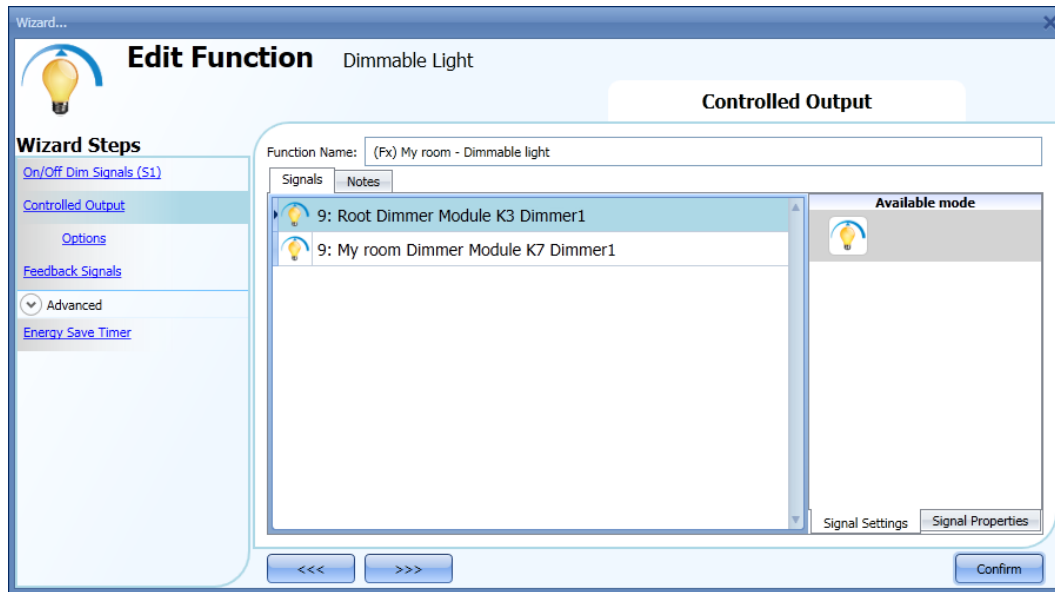 Wizard...
Edit Function Dimmable Light
Controlled Output
Wizard Steps
On/Off Dim Signals (S1)
Controlled Output
Options
Feedback Signals
Advanced
Energy Save Timer
Function Name: (Fx) My room - Dimmable light
Signals Notes
9: Root Dimmer Module K3 Dimmer1
9: My room Dimmer Module K7 Dimmer1
Available mode
Signal Settings Signal Properties
<<< >>> Confirm